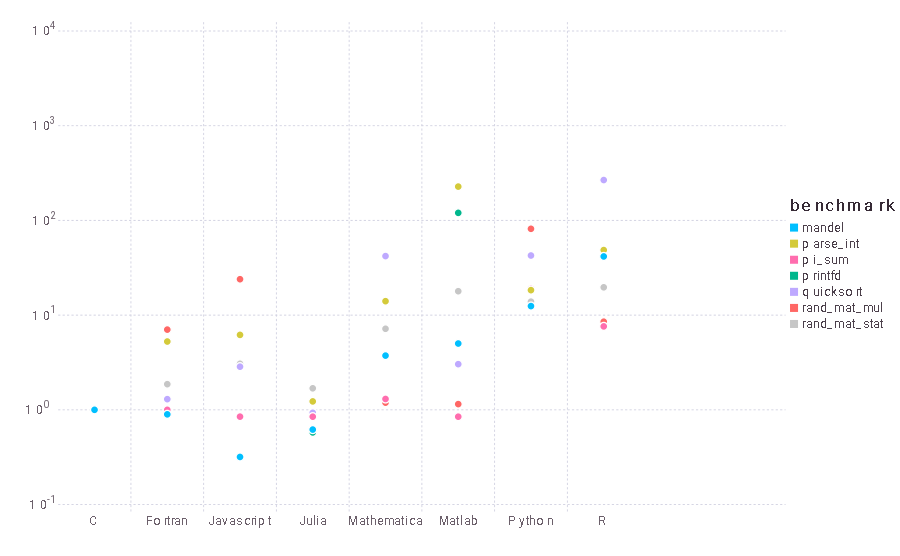 10^4
10^3
10^2
10^1
10^0
10^-1
C Fortran Javascript Julia Mathematica Matlab Python R
benchmark
mandel
parse_int
pi_sum
printfd
quicksort
rand_mat_mul
rand_mat_stat